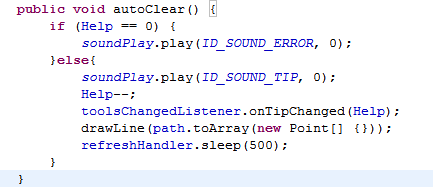 public void autoClear() {
    if (Help == 0) {
        soundPlay.play(ID_SOUND_ERROR, 0);
    }else{
        soundPlay.play(ID_SOUND_TIP, 0);
        Help--;
        toolsChangedListener.onTipChanged(Help);
        drawLine(path.toArray(new Point[] {}));
        refreshHandler.sleep(500);
    }
}